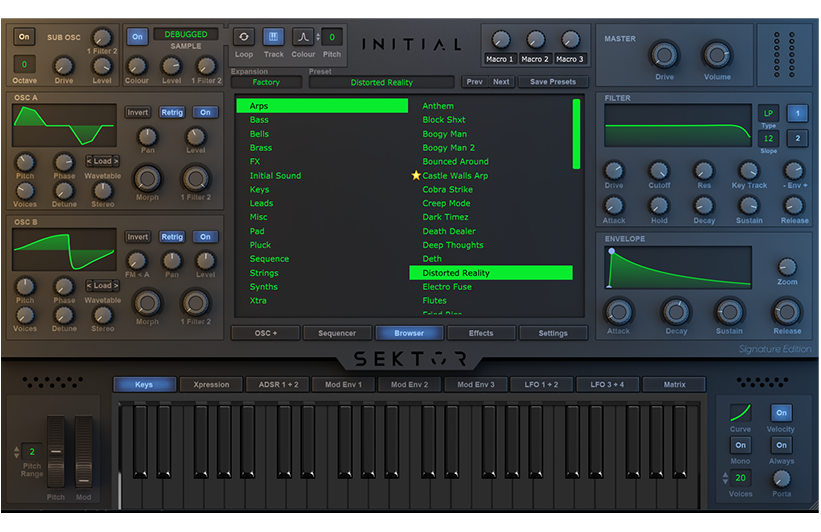 On
SUB OSC
1 Filter 2
0
Octave
Drive
Level
On
DEBUGGED
SAMPLE
Colour
Level
1 Filter 2
Loop
Track
Colour
0
Pitch
INITIAL
Macro 1
Macro 2
Macro 3
Expansion
Factory
Preset
Distorted Reality
Prev
Next
Save Presets
MASTER
Drive
Volume
OSC A
Invert
Retrig
On
Pan
Level
Pitch
Phase
< Load >
Wavetable
Voices
Detune
Stereo
Morph
1 Filter 2
OSC B
Invert
Retrig
On
FM < A
Pan
Level
Pitch
Phase
< Load >
Wavetable
Voices
Detune
Stereo
Morph
1 Filter 2
Arps
Bass
Bells
Brass
FX
Initial Sound
Keys
Leads
Misc
Pad
Pluck
Sequence
Strings
Synths
Xtra
Anthem
Block Shxt
Boogy Man
Boogy Man 2
Bounced Around
Castle Walls Arp
Cobra Strike
Creep Mode
Dark Timez
Death Dealer
Deep Thoughts
Deth
Distorted Reality
Electro Fuse
Flutes
OSC +
Sequencer
Browser
Effects
Settings
FILTER
LP
Type
12
Slope
1
2
Drive
Cutoff
Res
Key Track
- Env +
Attack
Hold
Decay
Sustain
Release
ENVELOPE
Zoom
Attack
Decay
Sustain
Release
SEKTOR
Signature Edition
Keys
Xpression
ADSR 1 + 2
Mod Env 1
Mod Env 2
Mod Env 3
LFO 1 + 2
LFO 3 + 4
Matrix
2
Pitch
Range
Pitch
Mod
Curve
On
Velocity
On
Mono
On
Always
20
Voices
Porta